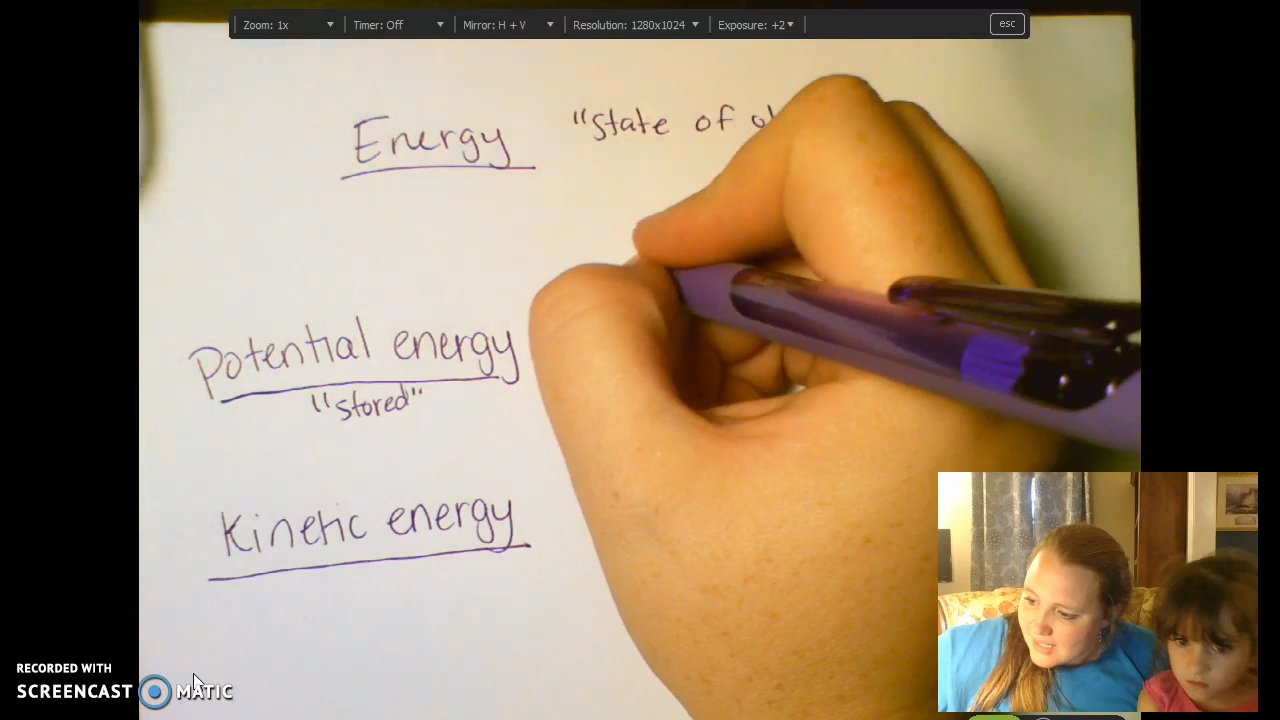 Zoom: 1x Timer: Off Mirror: H + V Resolution: 1280x1024 Exposure: +2 esc
Energy "state of
Potential energy
"stored"
Kinetic energy
RECORDED WITH
SCREENCAST MATIC